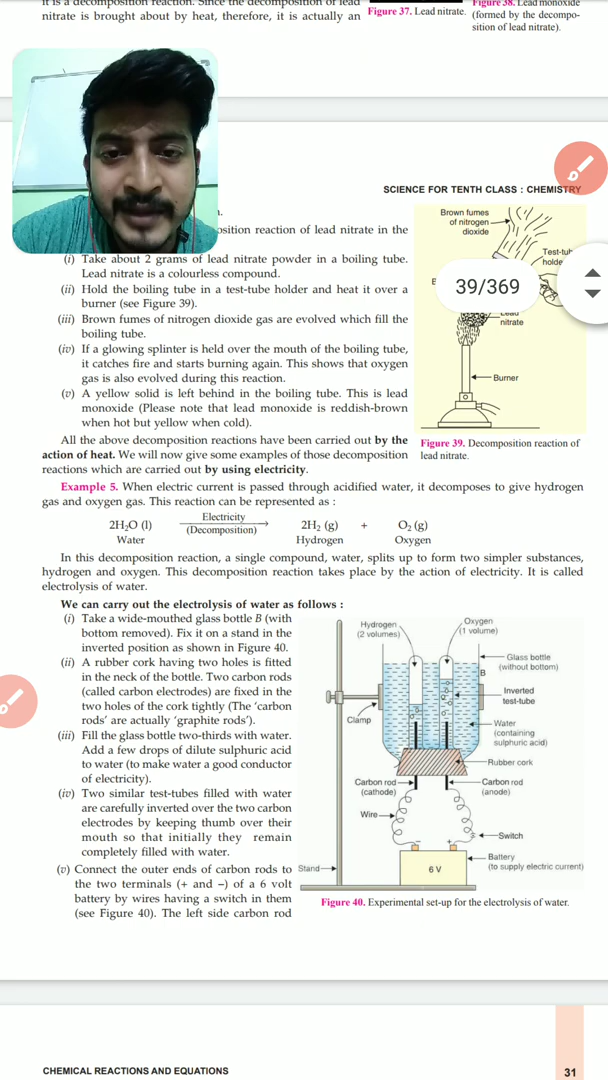 it is a decomposition reaction. Since the decomposition of lead
nitrate is brought about by heat, therefore, it is actually an
Figure 37. Lead nitrate.
Figure 38. Lead monoxide
(formed by the decompo-
sition of lead nitrate).
SCIENCE FOR TENTH CLASS : CHEMISTRY
reaction of lead nitrate in the
(i) Take about 2 grams of lead nitrate powder in a boiling tube.
Lead nitrate is a colourless compound.
(ii) Hold the boiling tube in a test-tube holder and heat it over a
burner (see Figure 39).
(iii) Brown fumes of nitrogen dioxide gas are evolved which fill the
boiling tube.
(iv) If a glowing splinter is held over the mouth of the boiling tube,
it catches fire and starts burning again. This shows that oxygen
gas is also evolved during this reaction.
(v) A yellow solid is left behind in the boiling tube. This is lead
monoxide (Please note that lead monoxide is reddish-brown
when hot but yellow when cold).
Brown fumes
of nitrogen
dioxide
39/369
nitrate
Burner
Figure 39. Decomposition reaction of
lead nitrate.
All the above decomposition reactions have been carried out by the
action of heat. We will now give some examples of those decomposition
reactions which are carried out by using electricity.
Example 5. When electric current is passed through acidified water, it decomposes to give hydrogen
gas and oxygen gas. This reaction can be represented as :
2H₂O (l) Electricity (Decomposition) 2H₂ (g) + O₂ (g)
Water Hydrogen Oxygen
In this decomposition reaction, a single compound, water, splits up to form two simpler substances,
hydrogen and oxygen. This decomposition reaction takes place by the action of electricity. It is called
electrolysis of water.
We can carry out the electrolysis of water as follows :
(i) Take a wide-mouthed glass bottle B (with
bottom removed). Fix it on a stand in the
inverted position as shown in Figure 40.
(ii) A rubber cork having two holes is fitted
in the neck of the bottle. Two carbon rods
(called carbon electrodes) are fixed in the
two holes of the cork tightly (The 'carbon
rods' are actually 'graphite rods').
(iii) Fill the glass bottle two-thirds with water.
Add a few drops of dilute sulphuric acid
to water (to make water a good conductor
of electricity).
(iv) Two similar test-tubes filled with water
are carefully inverted over the two carbon
electrodes by keeping thumb over their
mouth so that initially they remain
completely filled with water.
(v) Connect the outer ends of carbon rods to
the two terminals (+ and –) of a 6 volt
battery by wires having a switch in them
(see Figure 40). The left side carbon rod
Hydrogen
(2 volumes)
Oxygen
(1 volume)
Glass bottle
(without bottom)
B
Inverted
test-tube
Clamp
Water
(containing
sulphuric acid)
Rubber cork
Carbon rod
(cathode)
Carbon rod
(anode)
Wire
Switch
– +
Stand
6 V
Battery
(to supply electric current)
Figure 40. Experimental set-up for the electrolysis of water.
CHEMICAL REACTIONS AND EQUATIONS
31